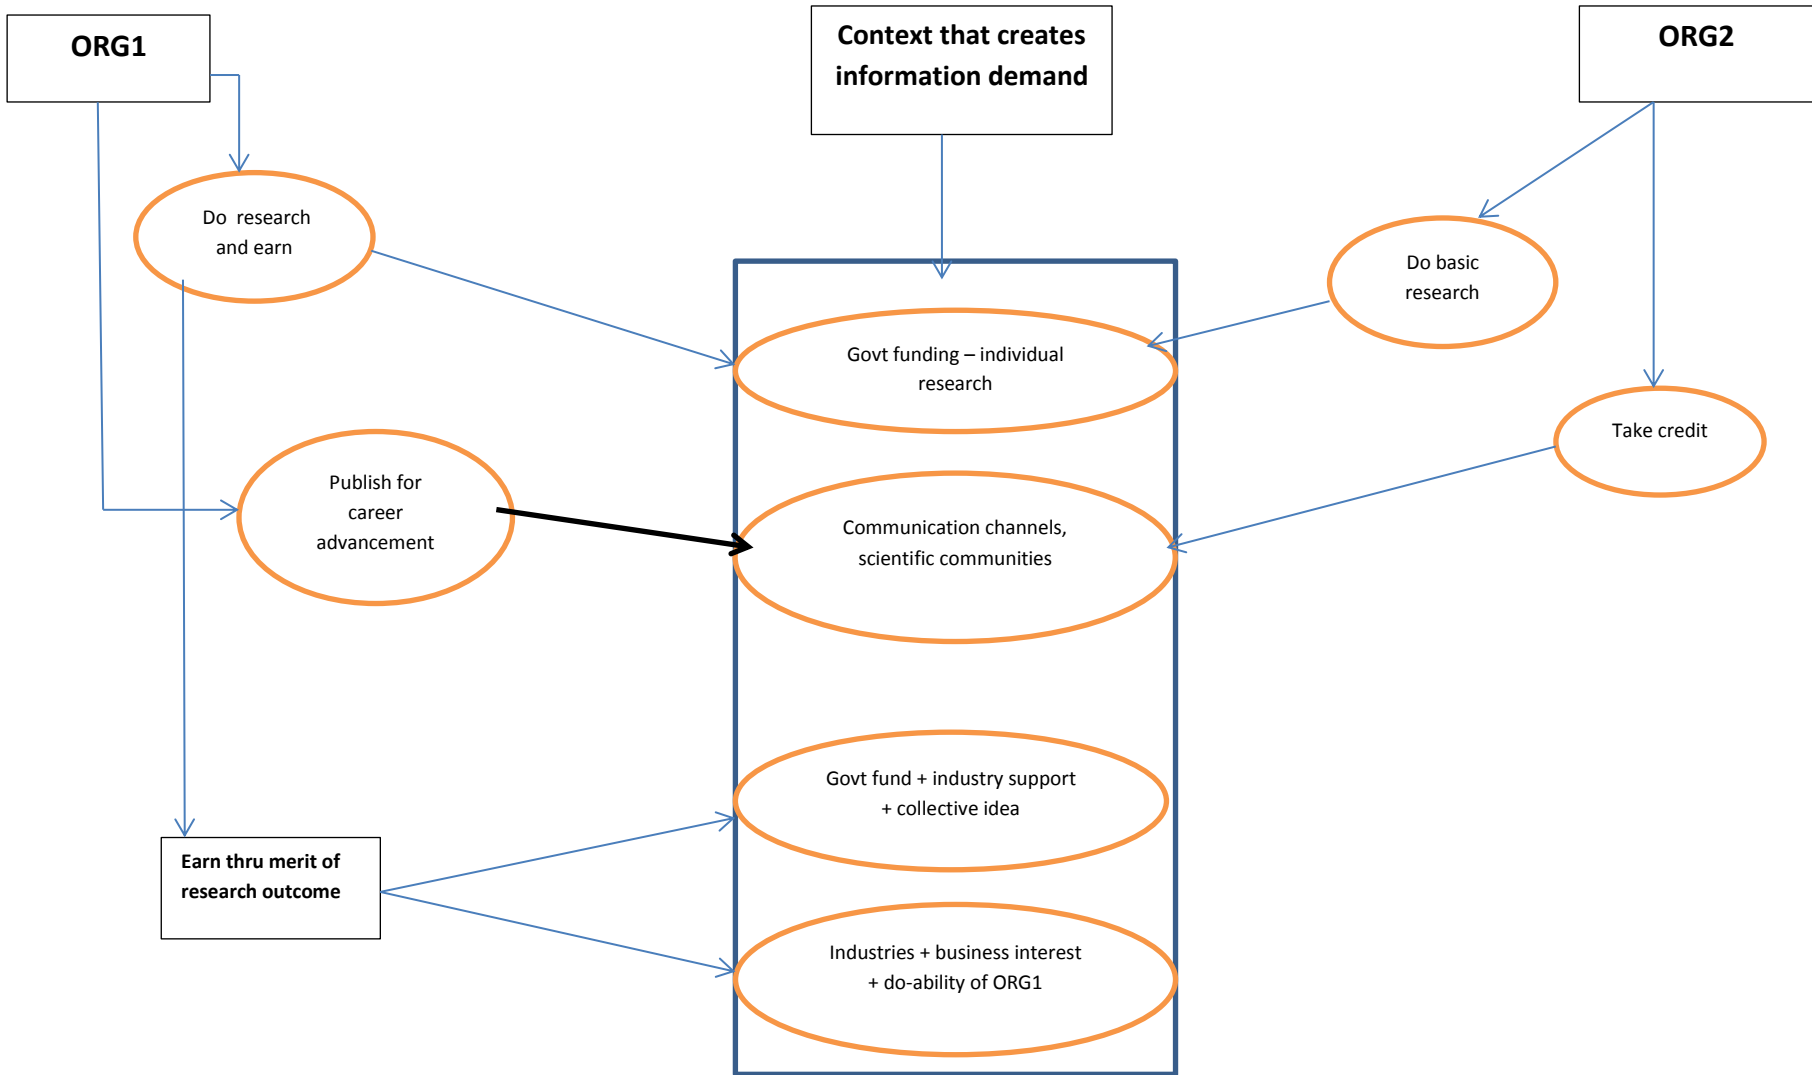 ORG1
Context that creates
information demand
ORG2
Do research
and earn
Do basic
research
Govt funding – individual
research
Take credit
Publish for
career
advancement
Communication channels,
scientific communities
Govt fund + industry support
+ collective idea
Earn thru merit of
research outcome
Industries + business interest
+ do-ability of ORG1